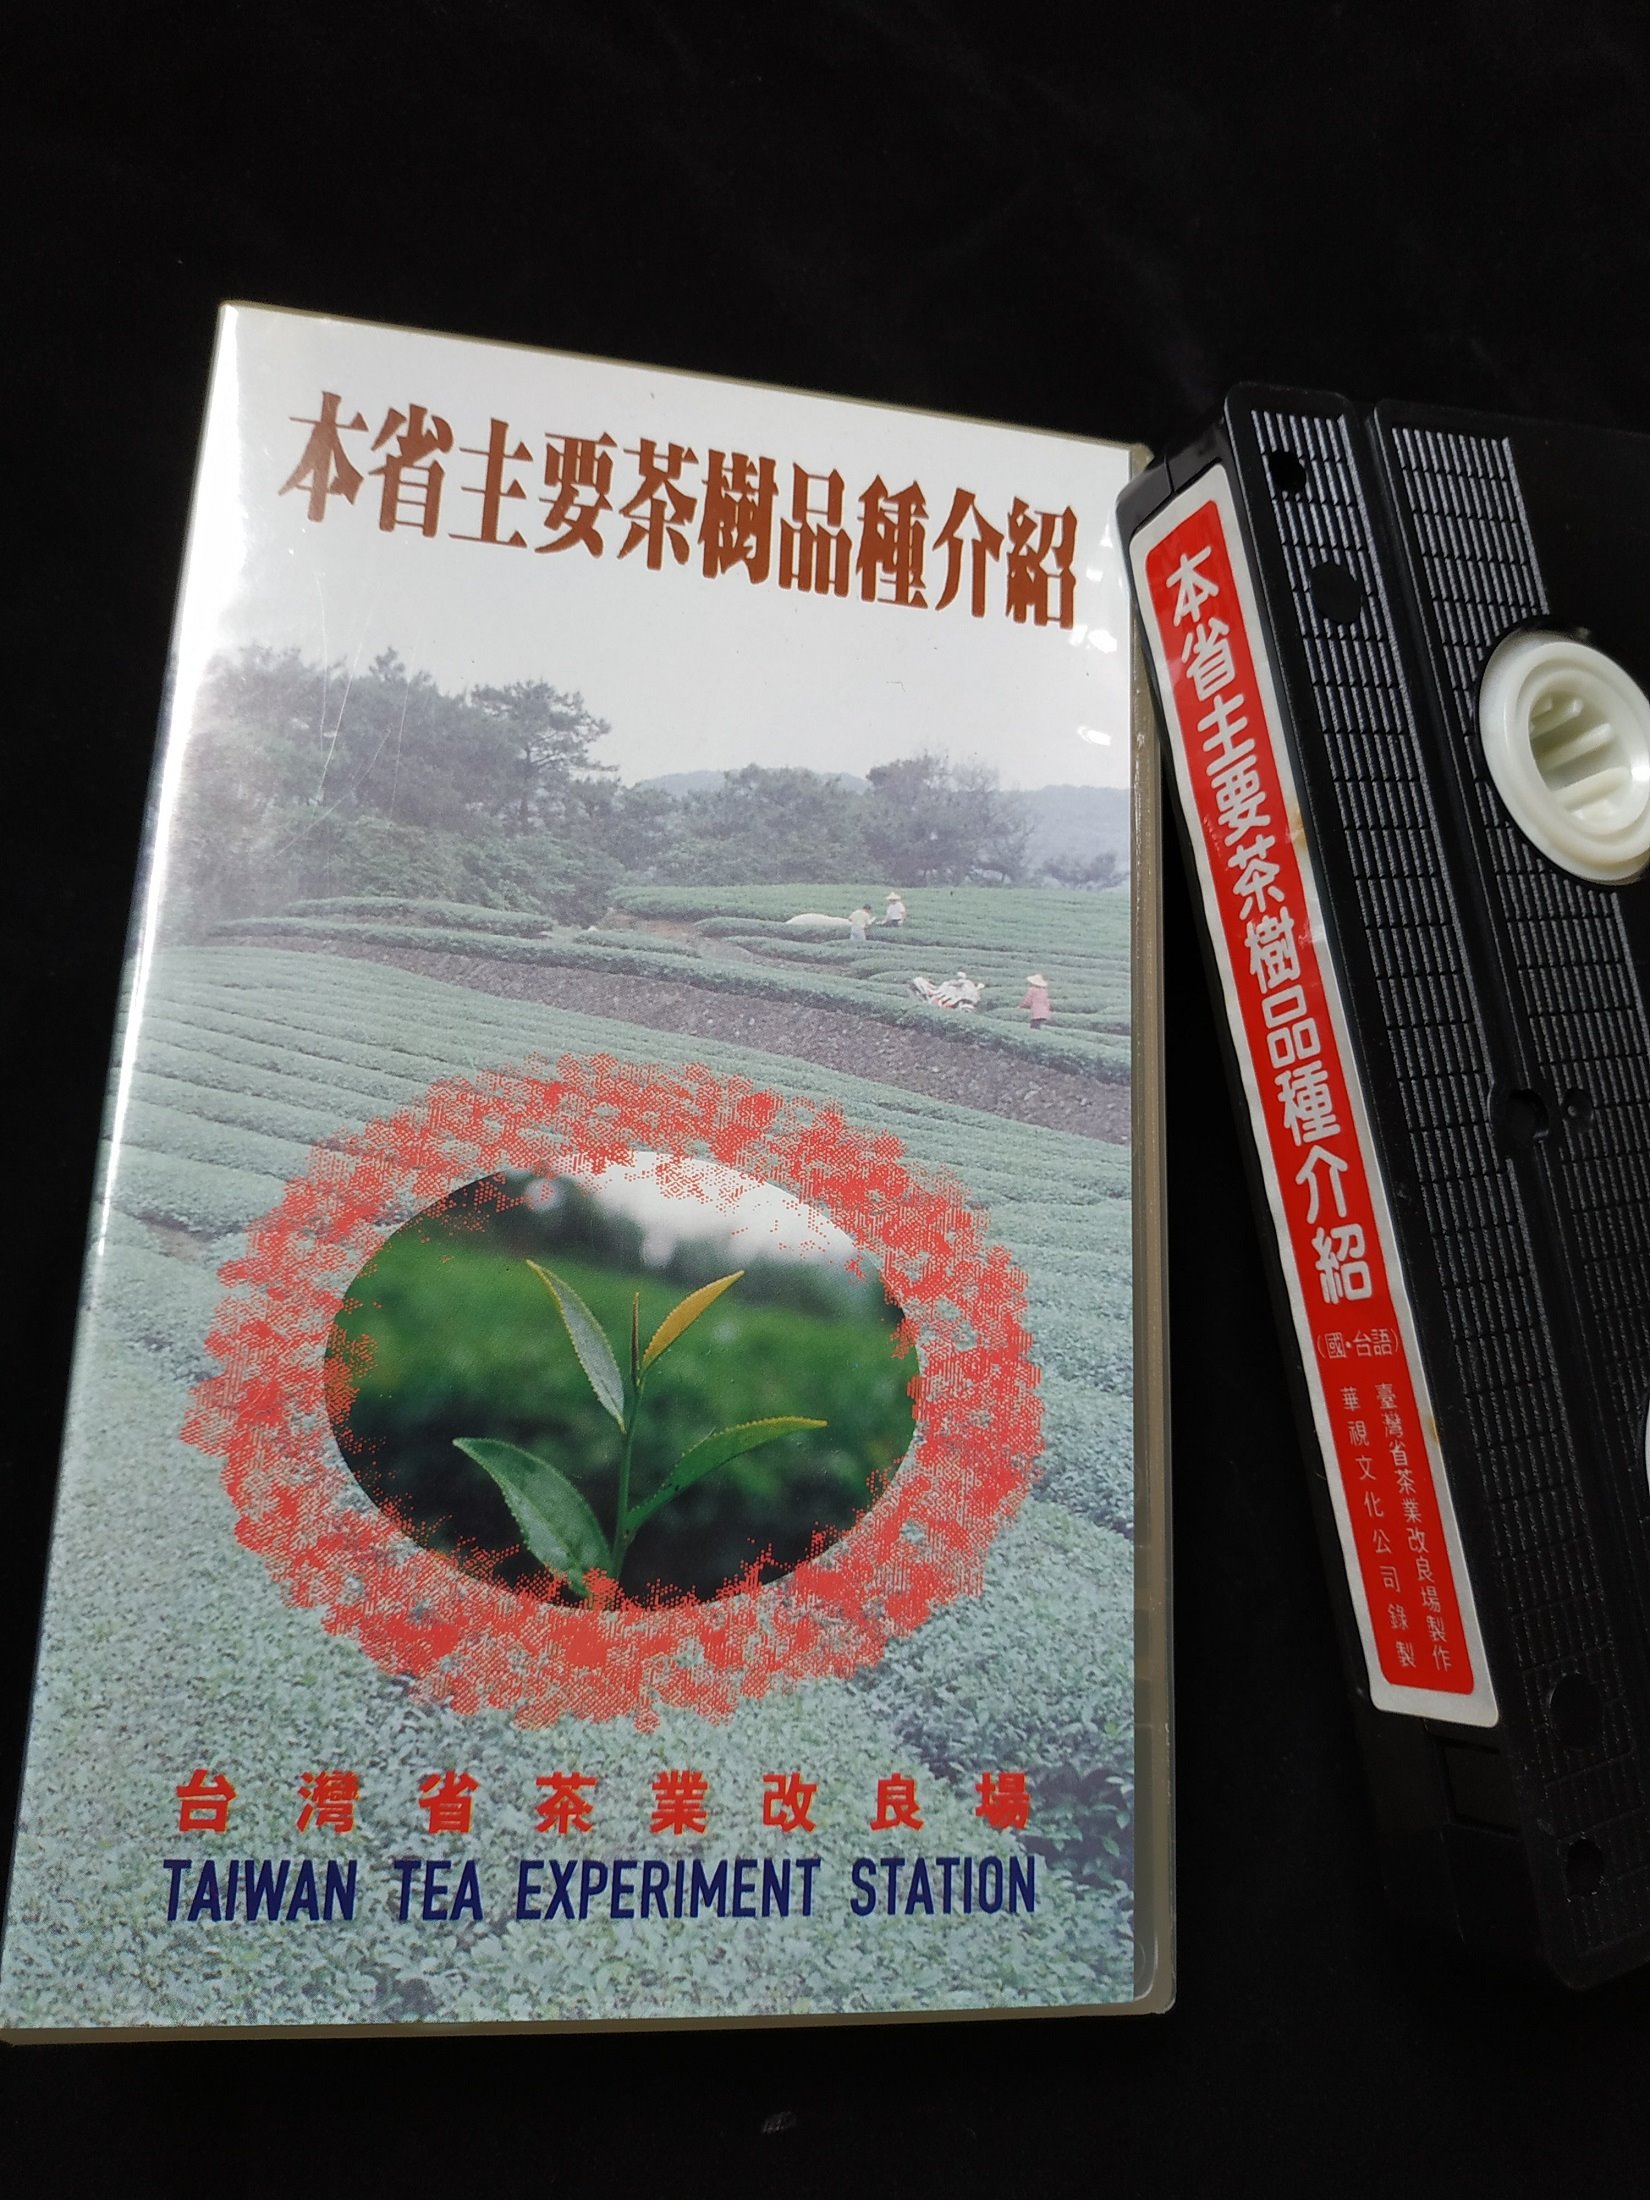 本省主要茶樹品種介紹
台灣省茶業改良場
TAIWAN TEA EXPERIMENT STATION
本省主要茶樹品種介紹
(國·台語)
臺灣省茶業改良場製作
華視文化公司錄製